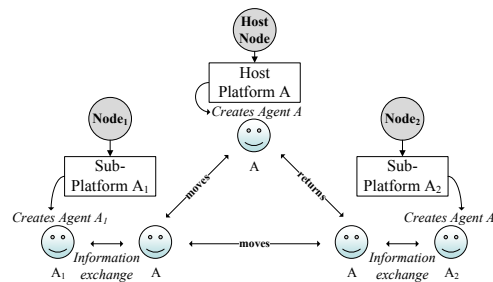 Host
Node
Host
Platform A
Creates Agent A
A
Node1
Node2
Sub-
Platform A1
Sub-
Platform A2
moves
returns
Creates Agent A1
Creates Agent A
moves
A1
Information
exchange
A
A
Information
exchange
A2